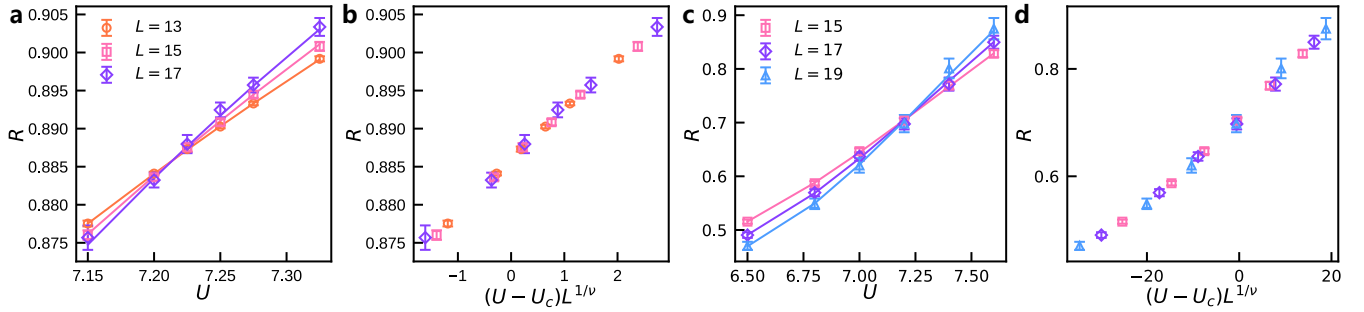 a
0.905
0.900
0.895
0.890
0.885
0.880
0.875
R
L = 13
L = 15
L = 17
7.15 7.20 7.25 7.30
U
b
0.905
0.900
0.895
0.890
0.885
0.880
0.875
R
−1 0 1 2
(U − U_c)L^{1/ν}
c
0.9
0.8
0.7
0.6
0.5
R
L = 15
L = 17
L = 19
6.50 6.75 7.00 7.25 7.50
U
d
0.8
0.6
R
−20 0 20
(U − U_c)L^{1/ν}